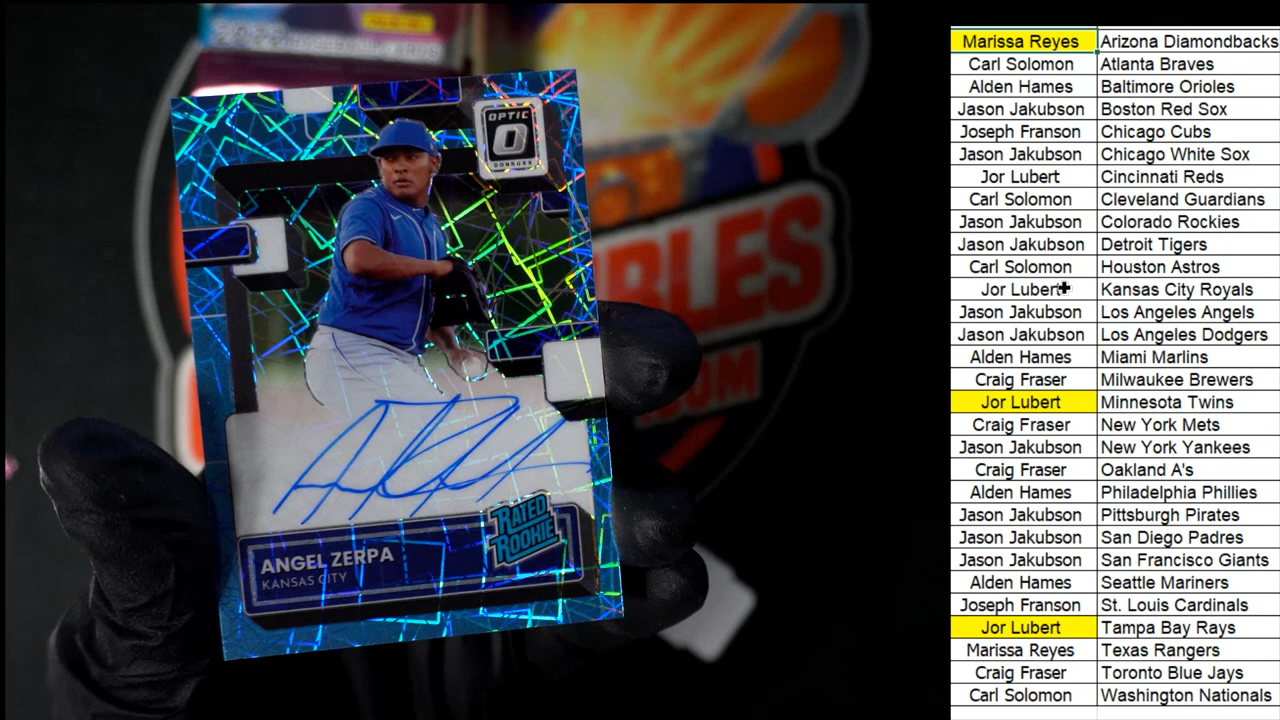 2022
PANINI
OPTIC
DONRUSS
BLES
.COM
RATED
ROOKIE
ANGEL ZERPA
KANSAS CITY
Marissa Reyes Arizona Diamondbacks
Carl Solomon Atlanta Braves
Alden Hames Baltimore Orioles
Jason Jakubson Boston Red Sox
Joseph Franson Chicago Cubs
Jason Jakubson Chicago White Sox
Jor Lubert Cincinnati Reds
Carl Solomon Cleveland Guardians
Jason Jakubson Colorado Rockies
Jason Jakubson Detroit Tigers
Carl Solomon Houston Astros
Jor Lubert Kansas City Royals
Jason Jakubson Los Angeles Angels
Jason Jakubson Los Angeles Dodgers
Alden Hames Miami Marlins
Craig Fraser Milwaukee Brewers
Jor Lubert Minnesota Twins
Craig Fraser New York Mets
Jason Jakubson New York Yankees
Craig Fraser Oakland A's
Alden Hames Philadelphia Phillies
Jason Jakubson Pittsburgh Pirates
Jason Jakubson San Diego Padres
Jason Jakubson San Francisco Giants
Alden Hames Seattle Mariners
Joseph Franson St. Louis Cardinals
Jor Lubert Tampa Bay Rays
Marissa Reyes Texas Rangers
Craig Fraser Toronto Blue Jays
Carl Solomon Washington Nationals